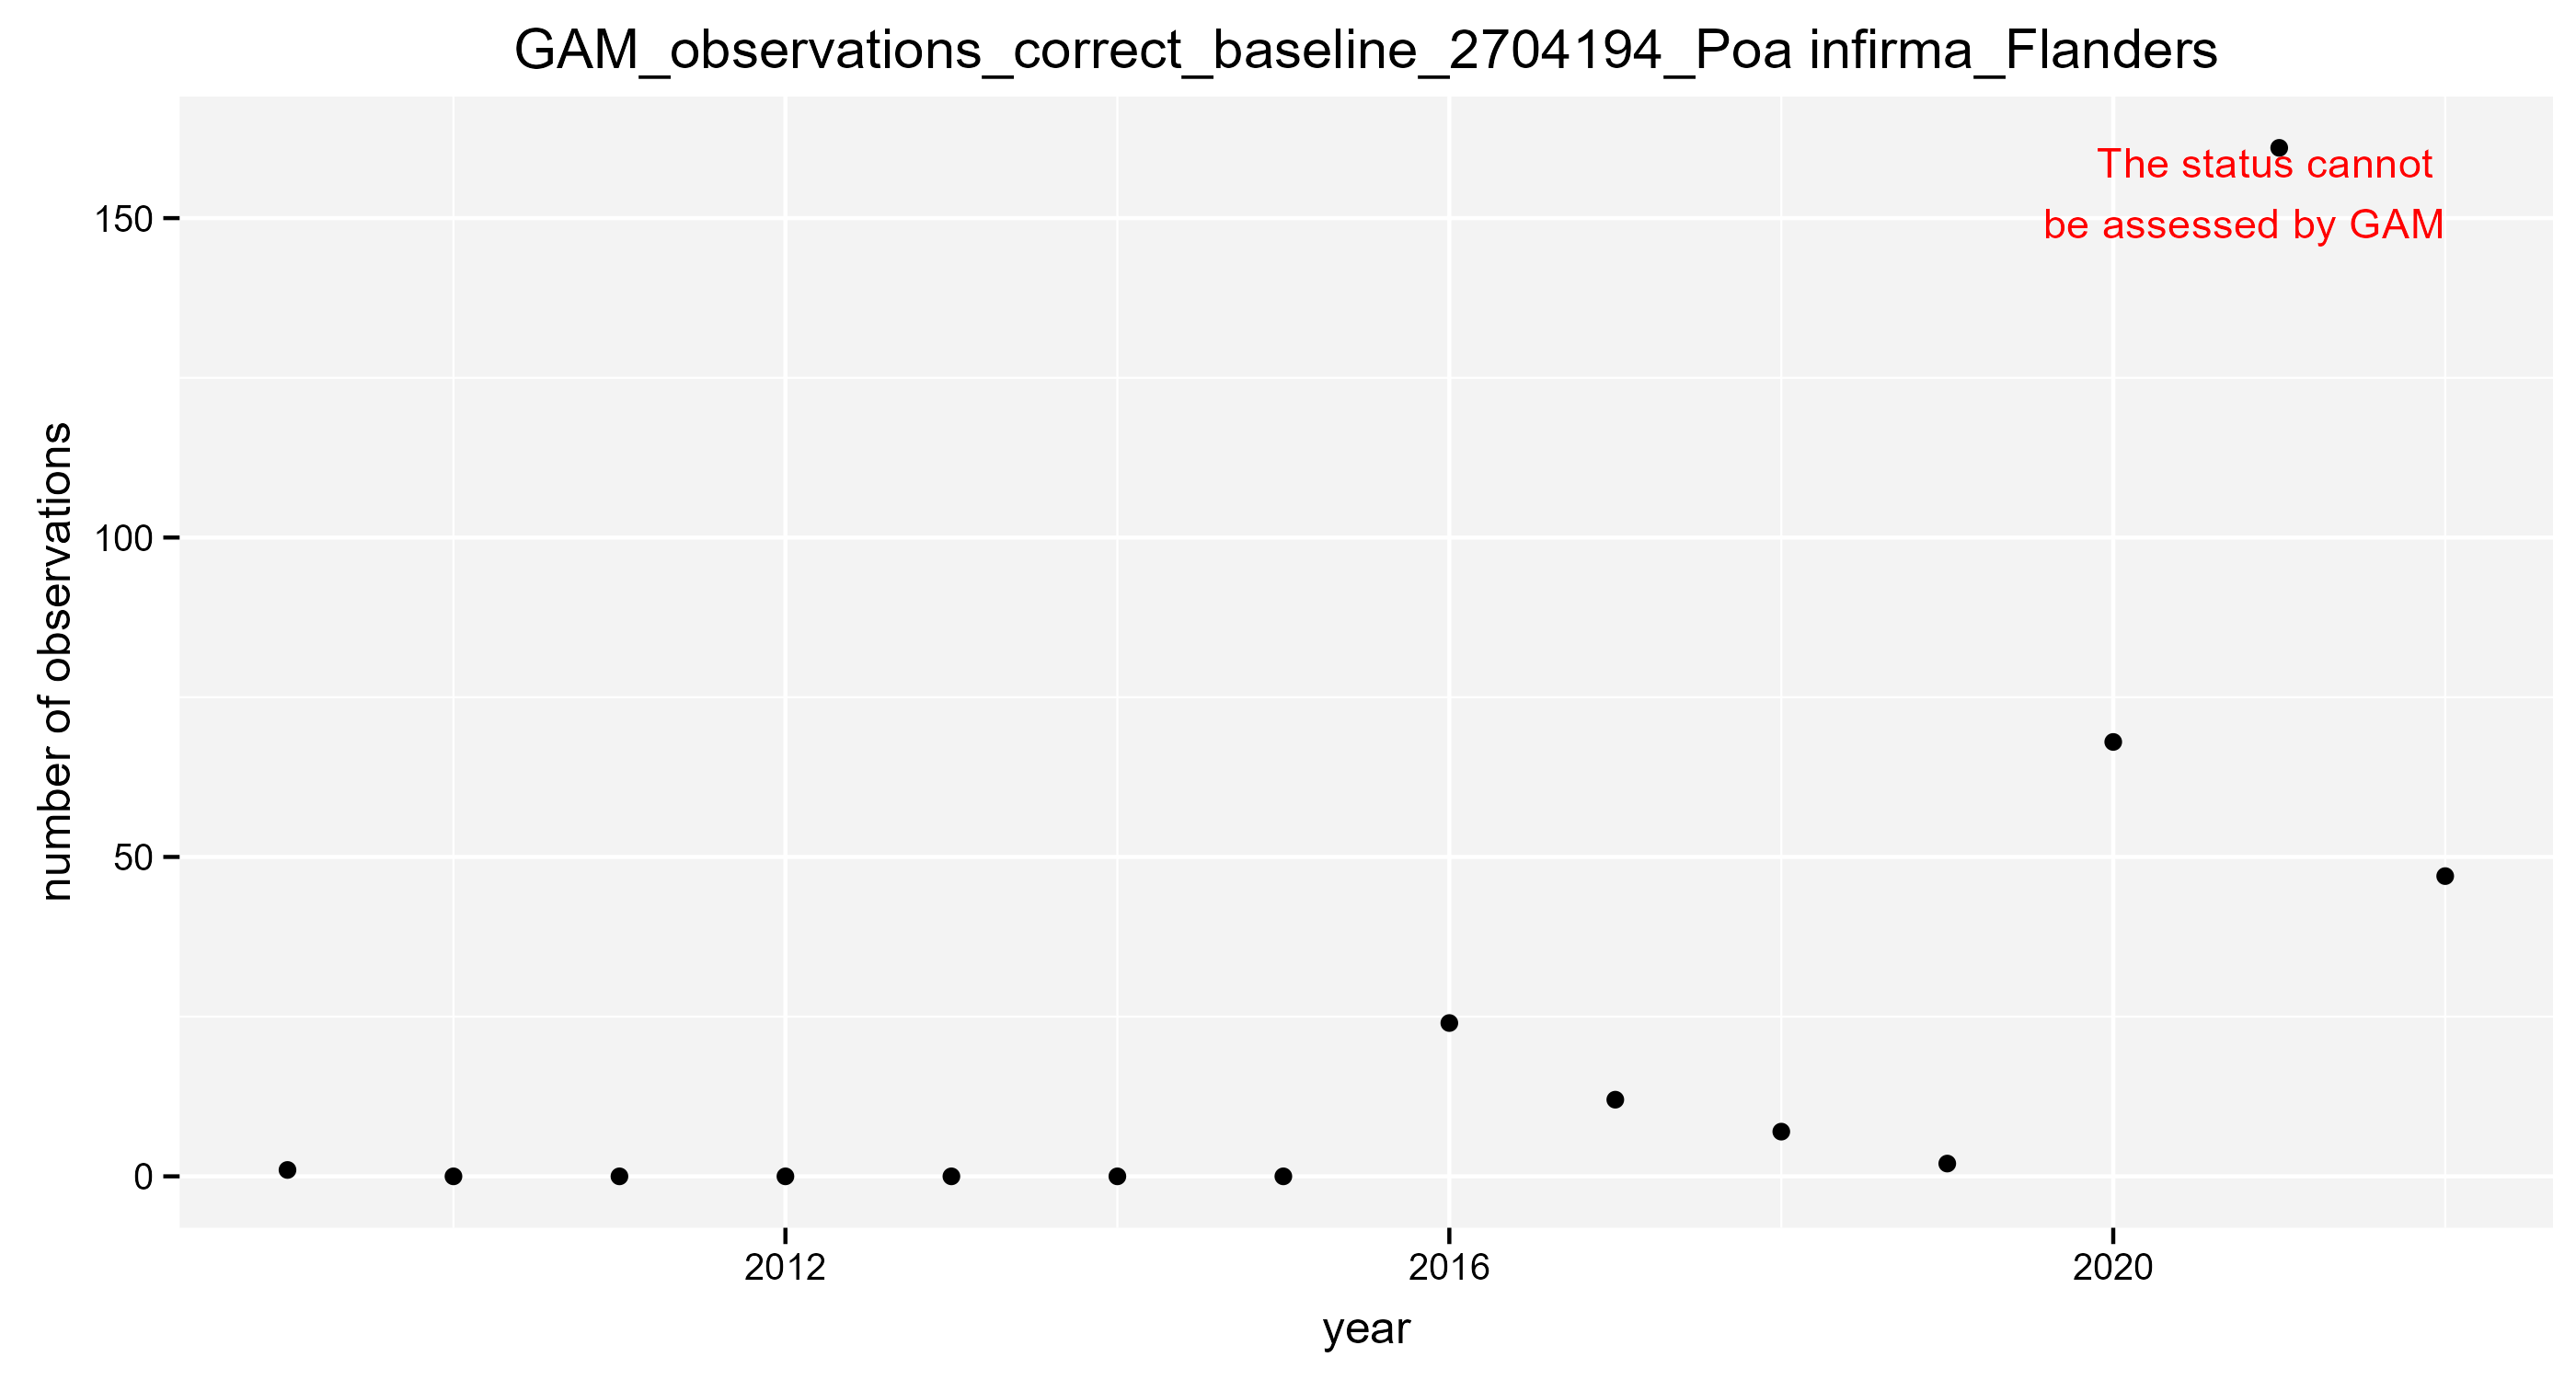 GAM_observations_correct_baseline_2704194_Poa infirma_Flanders
The status cannot
be assessed by GAM
150
100
50
0
number of observations
2012
2016
2020
year